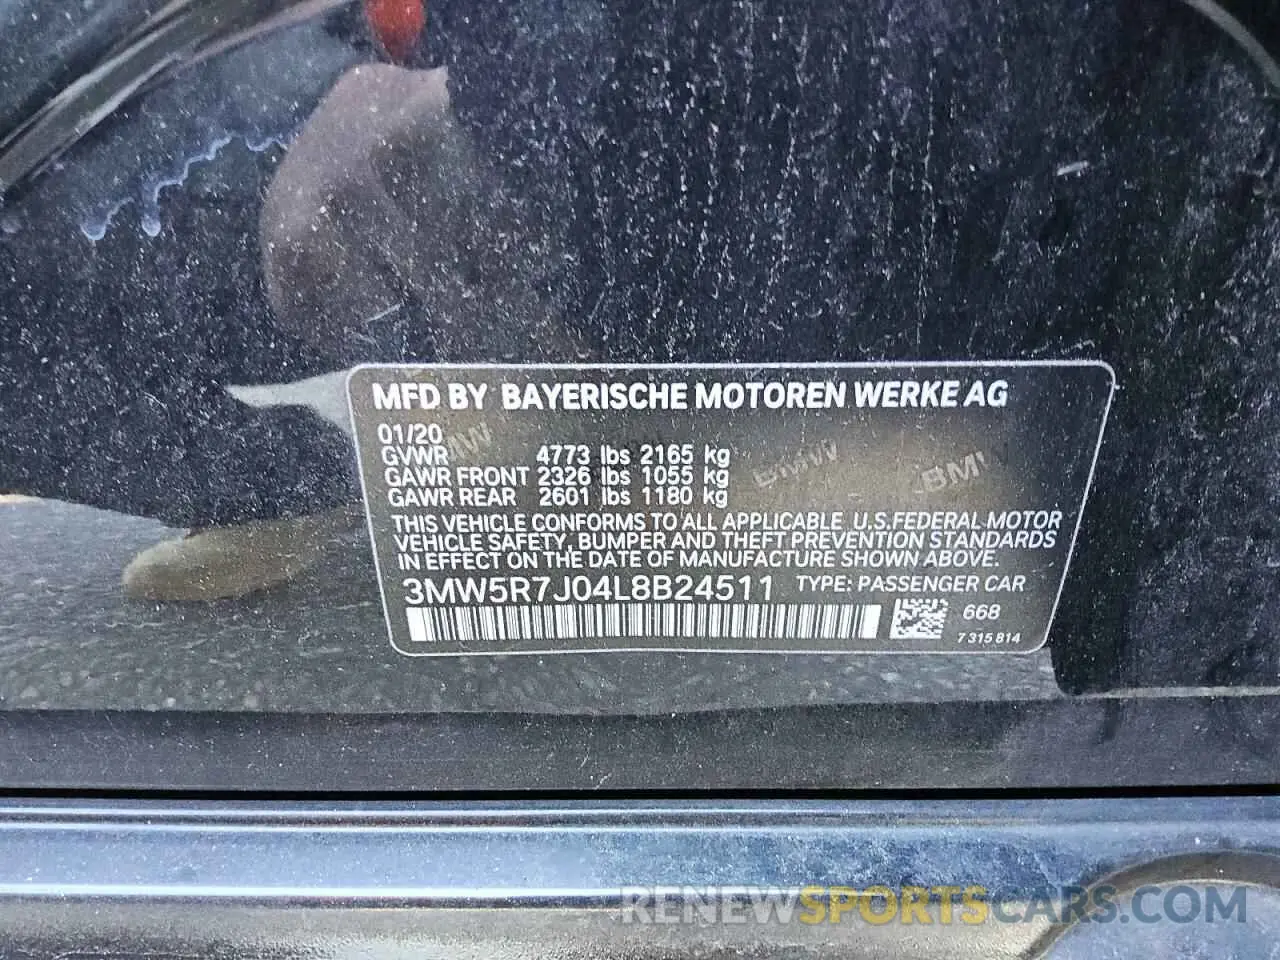 MFD BY BAYERISCHE MOTOREN WERKE AG
01/20
GVWR 4773 lbs 2165 kg
GAWR FRONT 2326 lbs 1055 kg
GAWR REAR 2601 lbs 1180 kg
BMW BMW BMW
THIS VEHICLE CONFORMS TO ALL APPLICABLE U.S.FEDERAL MOTOR
VEHICLE SAFETY, BUMPER AND THEFT PREVENTION STANDARDS
IN EFFECT ON THE DATE OF MANUFACTURE SHOWN ABOVE.
3MW5R7J04L8B24511 TYPE: PASSENGER CAR
668
7 315 814
RENEWSPORTSCARS.COM